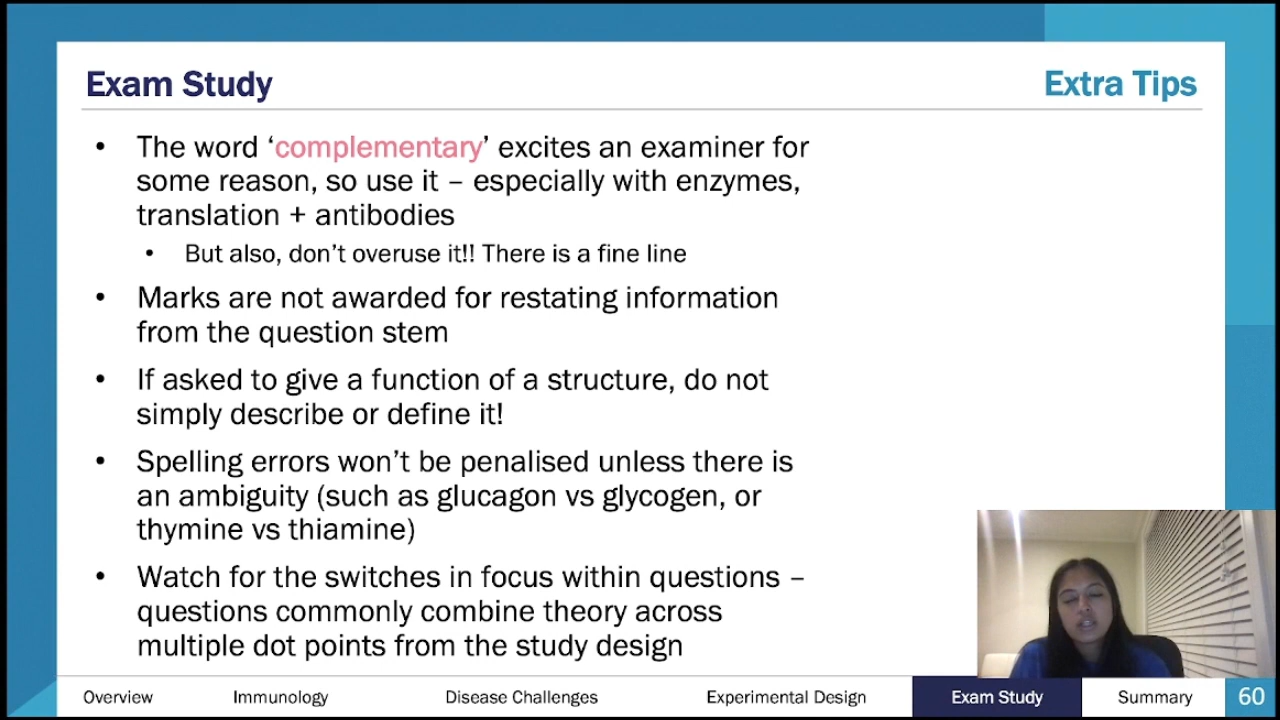 Exam Study
Extra Tips
• The word ‘complementary’ excites an examiner for
some reason, so use it – especially with enzymes,
translation + antibodies
• But also, don’t overuse it!! There is a fine line
• Marks are not awarded for restating information
from the question stem
• If asked to give a function of a structure, do not
simply describe or define it!
• Spelling errors won’t be penalised unless there is
an ambiguity (such as glucagon vs glycogen, or
thymine vs thiamine)
• Watch for the switches in focus within questions –
questions commonly combine theory across
multiple dot points from the study design
Overview
Immunology
Disease Challenges
Experimental Design
Exam Study
Summary
60